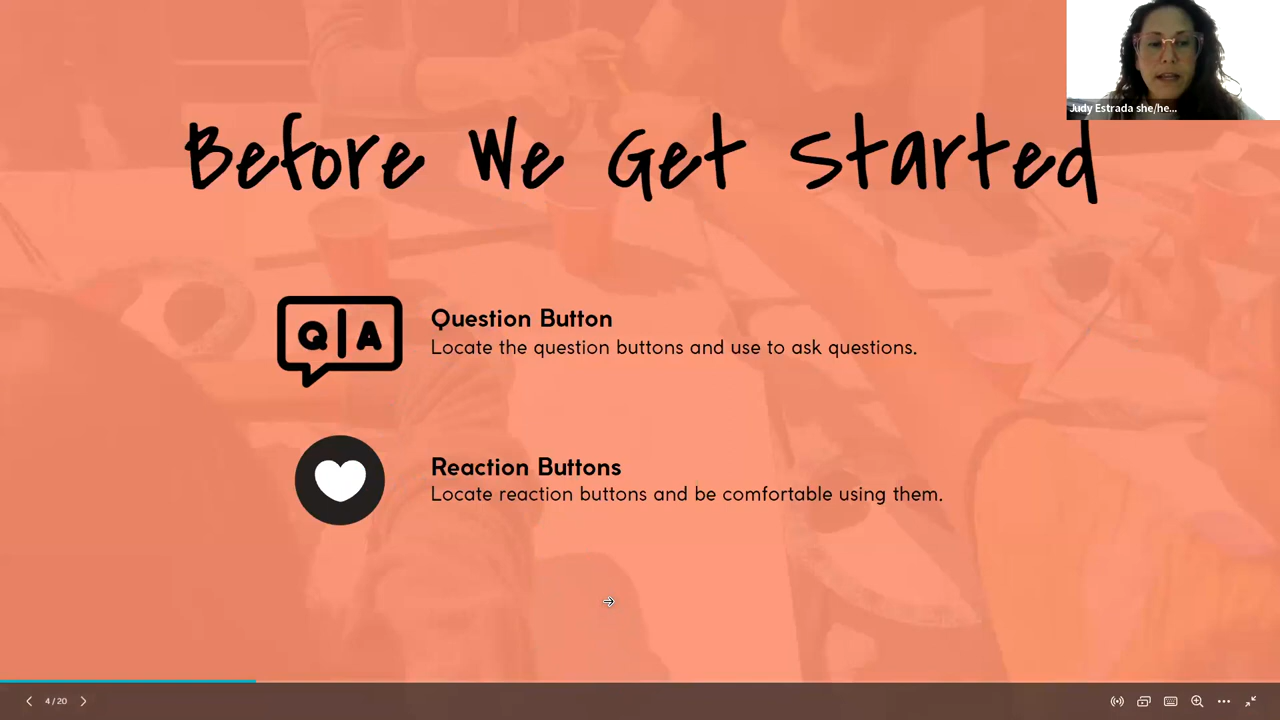 Judy Estrada she/he...
Before We Get Started
Q|A
Question Button
Locate the question buttons and use to ask questions.
Reaction Buttons
Locate reaction buttons and be comfortable using them.
4 / 20